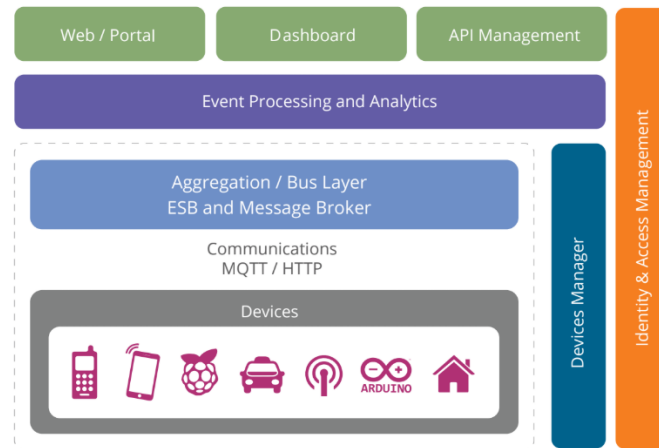 Web / Portal
Dashboard
API Management
Event Processing and Analytics
Aggregation / Bus Layer
ESB and Message Broker
Communications
MQTT / HTTP
Devices
ARDUINO
Devices Manager
Identity & Access Management